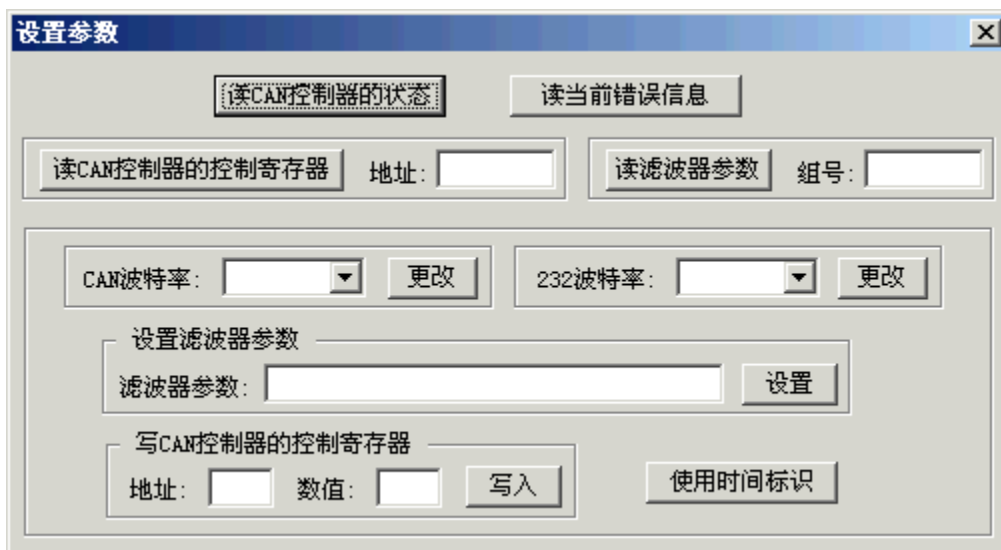 设置参数
读CAN控制器的状态 读当前错误信息
读CAN控制器的控制寄存器 地址: 读滤波器参数 组号:
CAN波特率: 更改 232波特率: 更改
设置滤波器参数
滤波器参数: 设置
写CAN控制器的控制寄存器
地址: 数值: 写入 使用时间标识